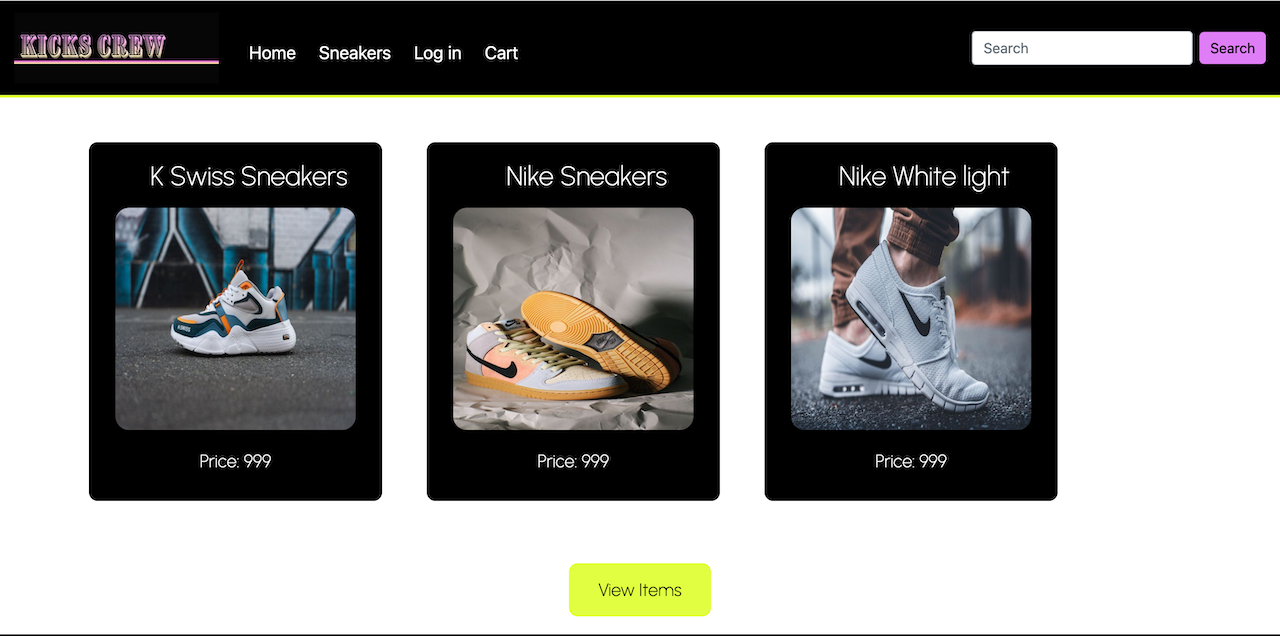 KICKS CREW
Home Sneakers Log in Cart
Search Search
K Swiss Sneakers
Nike Sneakers
Nike White light
K-SWISS
Price: 999
Price: 999
Price: 999
View Items